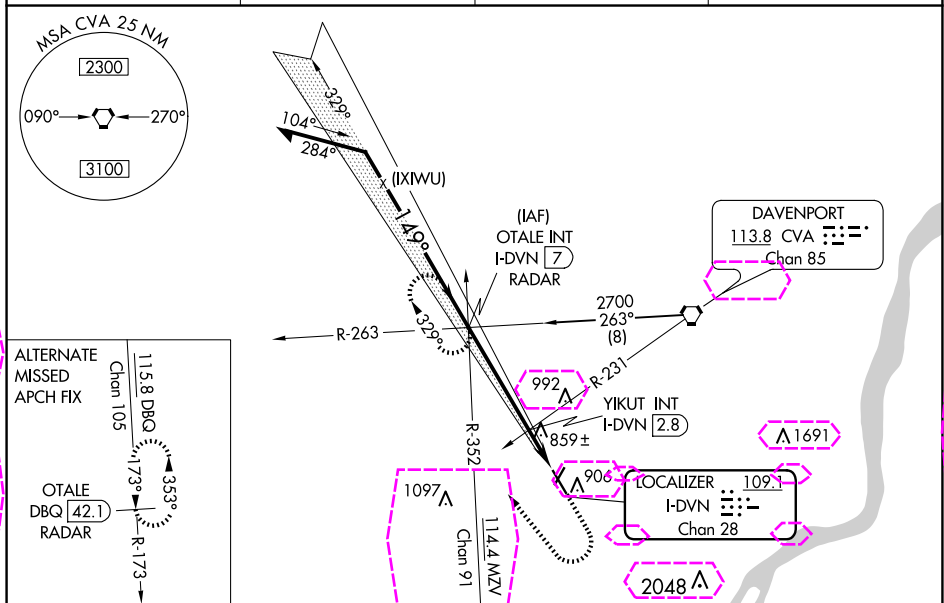 MSA CVA 25 NM
2300
090°
270°
3100
329°
104°
284°
(IXIWU)
149°
(IAF)
OTALE INT
I-DVN 7
RADAR
DAVENPORT
113.8 CVA
Chan 85
2700
263°
(8)
R-263
329°
R-231
992
YIKUT INT
I-DVN 2.8
859±
R-352
906
1691
LOCALIZER 109.1
I-DVN
Chan 28
1097
114.4 MZV
Chan 91
2048
ALTERNATE
MISSED
APCH FIX
115.8 DBQ
Chan 105
173°
353°
OTALE
DBQ 42.1
RADAR
R-173